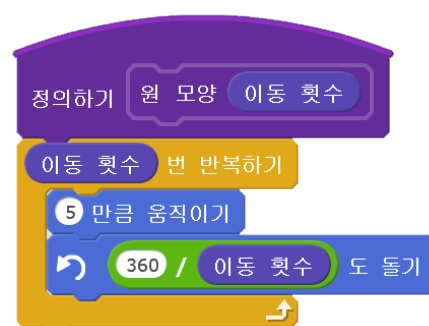 정의하기 원 모양 이동 횟수
이동 횟수 번 반복하기
5 만큼 움직이기
360 / 이동 횟수 도 돌기